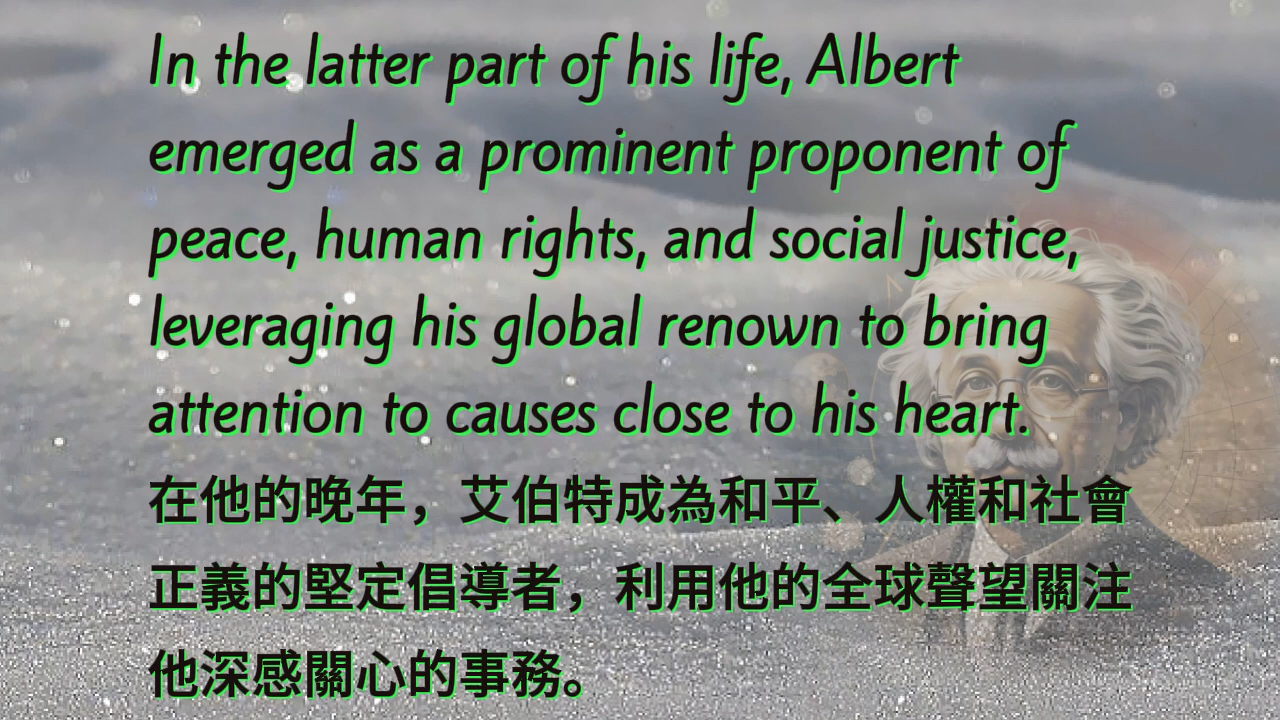 In the latter part of his life, Albert
emerged as a prominent proponent of
peace, human rights, and social justice,
leveraging his global renown to bring
attention to causes close to his heart.
在他的晚年，艾伯特成為和平、人權和社會
正義的堅定倡導者，利用他的全球聲望關注
他深感關心的事務。